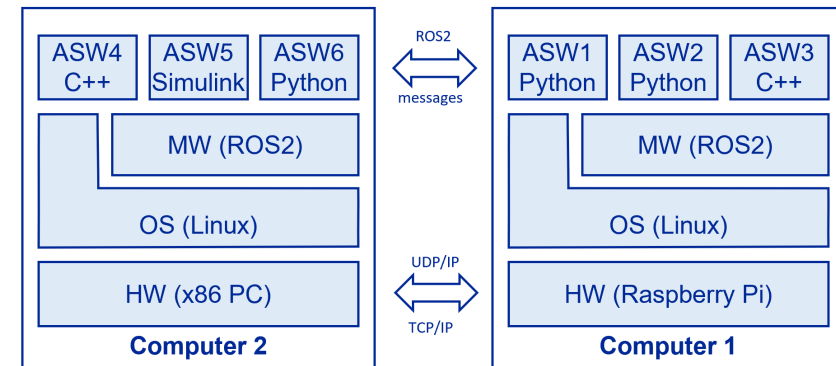 ASW4
C++
ASW5
Simulink
ASW6
Python
MW (ROS2)
OS (Linux)
HW (x86 PC)
Computer 2
ROS2
messages
UDP/IP
TCP/IP
ASW1
Python
ASW2
Python
ASW3
C++
MW (ROS2)
OS (Linux)
HW (Raspberry Pi)
Computer 1